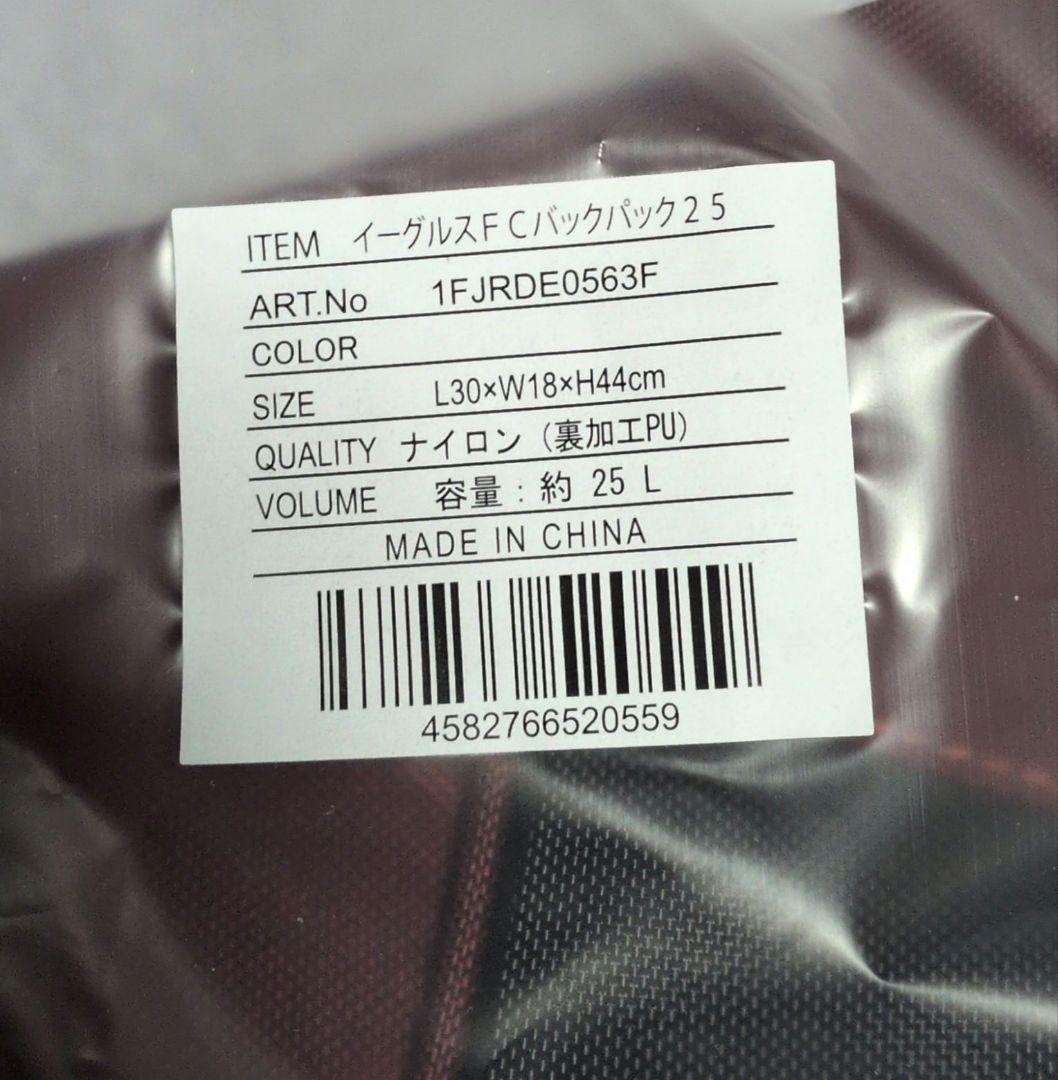 ITEM イーグルスFCバックパック25
ART.No 1FJRDE0563F
COLOR
SIZE L30×W18×H44cm
QUALITY ナイロン（裏加工PU）
VOLUME 容量：約 25 L
MADE IN CHINA
4582766520559